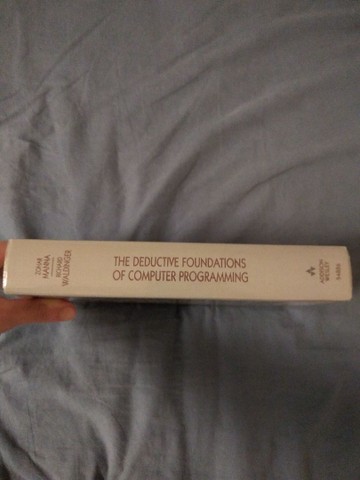 ZOHAR
MANNA
RICHARD
WALDINGER
THE DEDUCTIVE FOUNDATIONS
OF COMPUTER PROGRAMMING
ADDISON
WESLEY